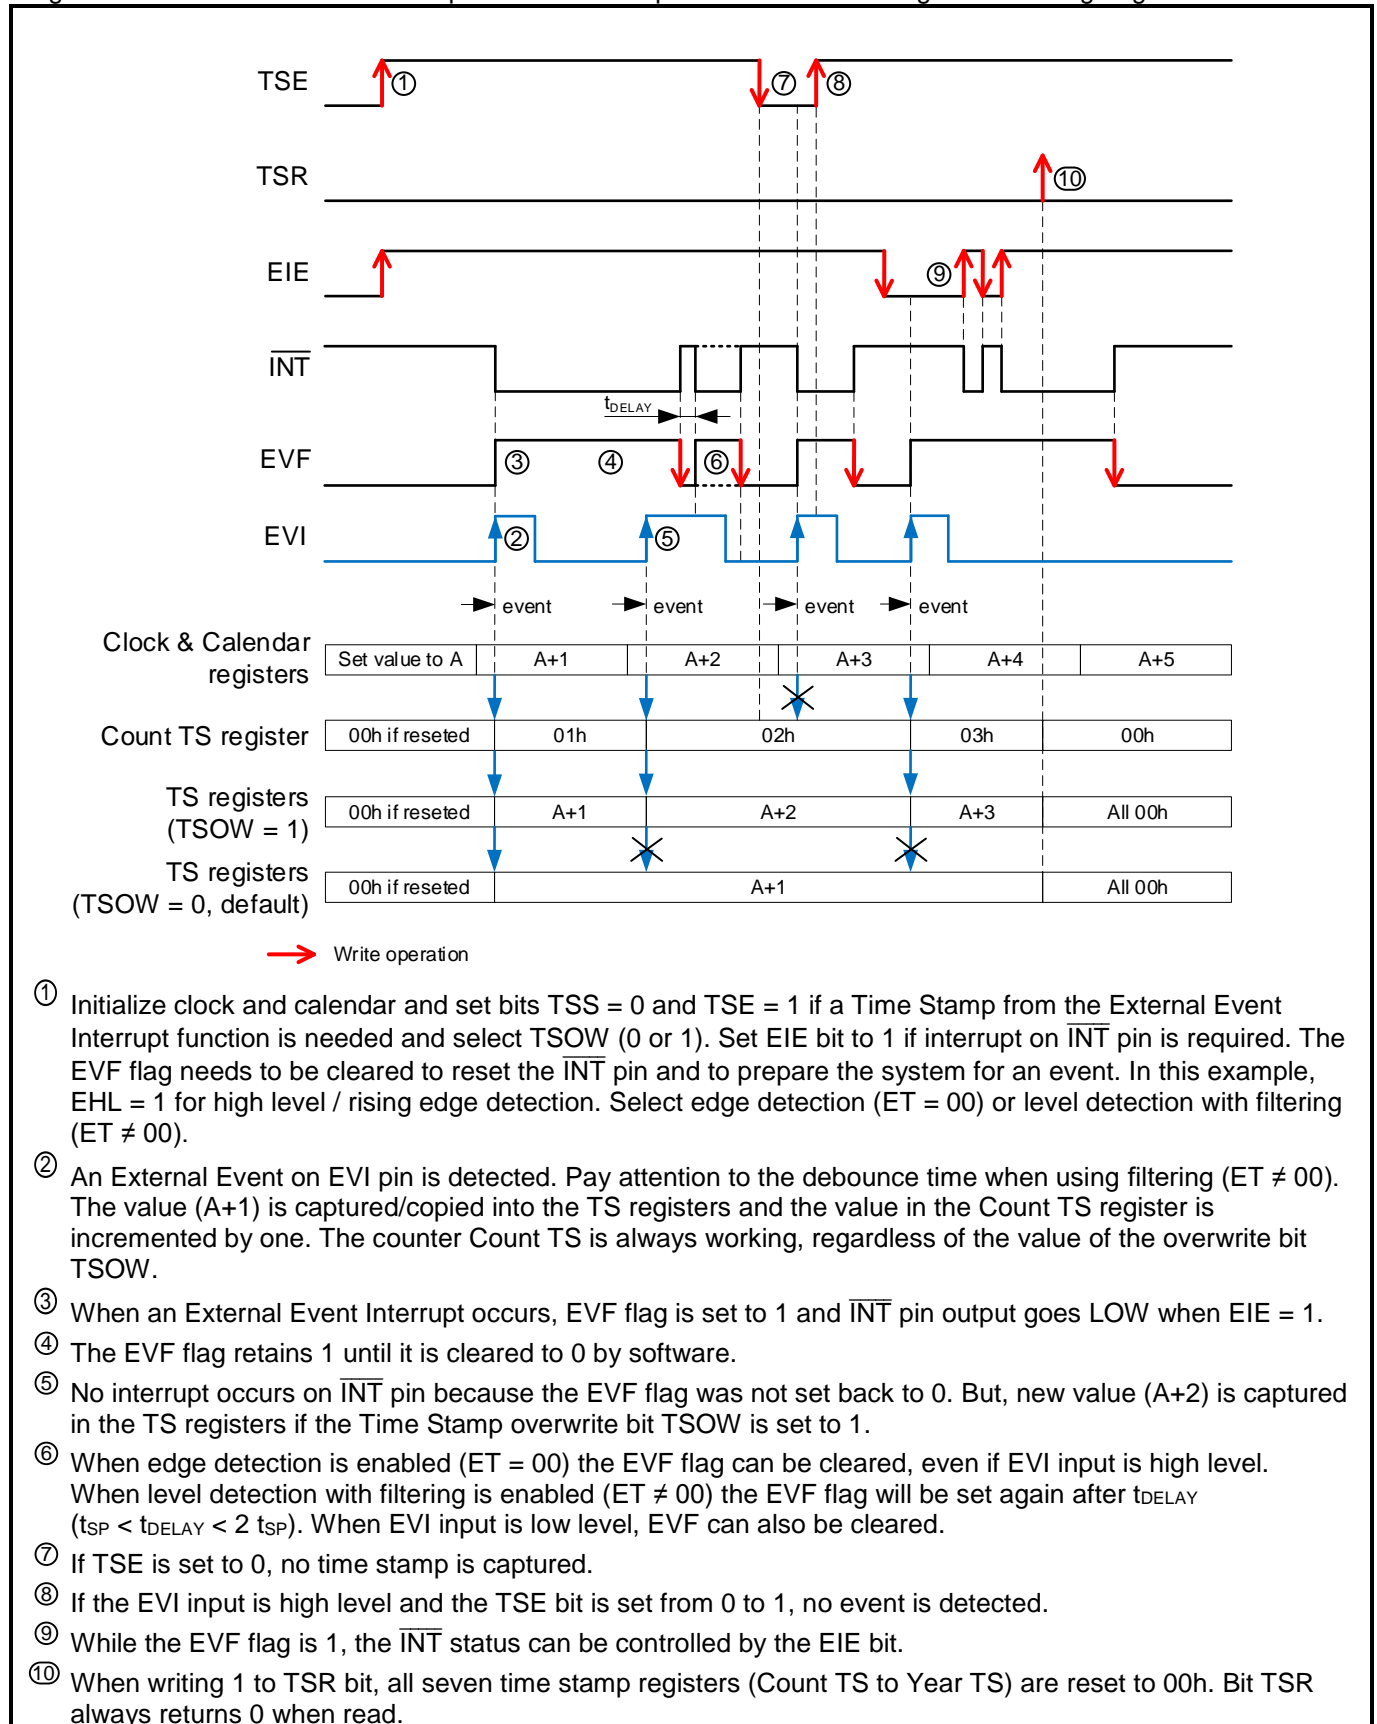 TSE
① ⑦ ⑧
TSR
⑩
EIE
⑨
INT
tDELAY
EVF
③ ④ ⑥
EVI
② ⑤
event event event event
Clock & Calendar
registers
Set value to A A+1 A+2 A+3 A+4 A+5
Count TS register
00h if reseted 01h 02h 03h 00h
TS registers
(TSOW = 1)
00h if reseted A+1 A+2 A+3 All 00h
TS registers
(TSOW = 0, default)
00h if reseted A+1 All 00h
Write operation
① Initialize clock and calendar and set bits TSS = 0 and TSE = 1 if a Time Stamp from the External Event
Interrupt function is needed and select TSOW (0 or 1). Set EIE bit to 1 if interrupt on INT pin is required. The
EVF flag needs to be cleared to reset the INT pin and to prepare the system for an event. In this example,
EHL = 1 for high level / rising edge detection. Select edge detection (ET = 00) or level detection with filtering
(ET ≠ 00).
② An External Event on EVI pin is detected. Pay attention to the debounce time when using filtering (ET ≠ 00).
The value (A+1) is captured/copied into the TS registers and the value in the Count TS register is
incremented by one. The counter Count TS is always working, regardless of the value of the overwrite bit
TSOW.
③ When an External Event Interrupt occurs, EVF flag is set to 1 and INT pin output goes LOW when EIE = 1.
④ The EVF flag retains 1 until it is cleared to 0 by software.
⑤ No interrupt occurs on INT pin because the EVF flag was not set back to 0. But, new value (A+2) is captured
in the TS registers if the Time Stamp overwrite bit TSOW is set to 1.
⑥ When edge detection is enabled (ET = 00) the EVF flag can be cleared, even if EVI input is high level.
When level detection with filtering is enabled (ET ≠ 00) the EVF flag will be set again after tDELAY
(tSP < tDELAY < 2 tSP). When EVI input is low level, EVF can also be cleared.
⑦ If TSE is set to 0, no time stamp is captured.
⑧ If the EVI input is high level and the TSE bit is set from 0 to 1, no event is detected.
⑨ While the EVF flag is 1, the INT status can be controlled by the EIE bit.
⑩ When writing 1 to TSR bit, all seven time stamp registers (Count TS to Year TS) are reset to 00h. Bit TSR
always returns 0 when read.